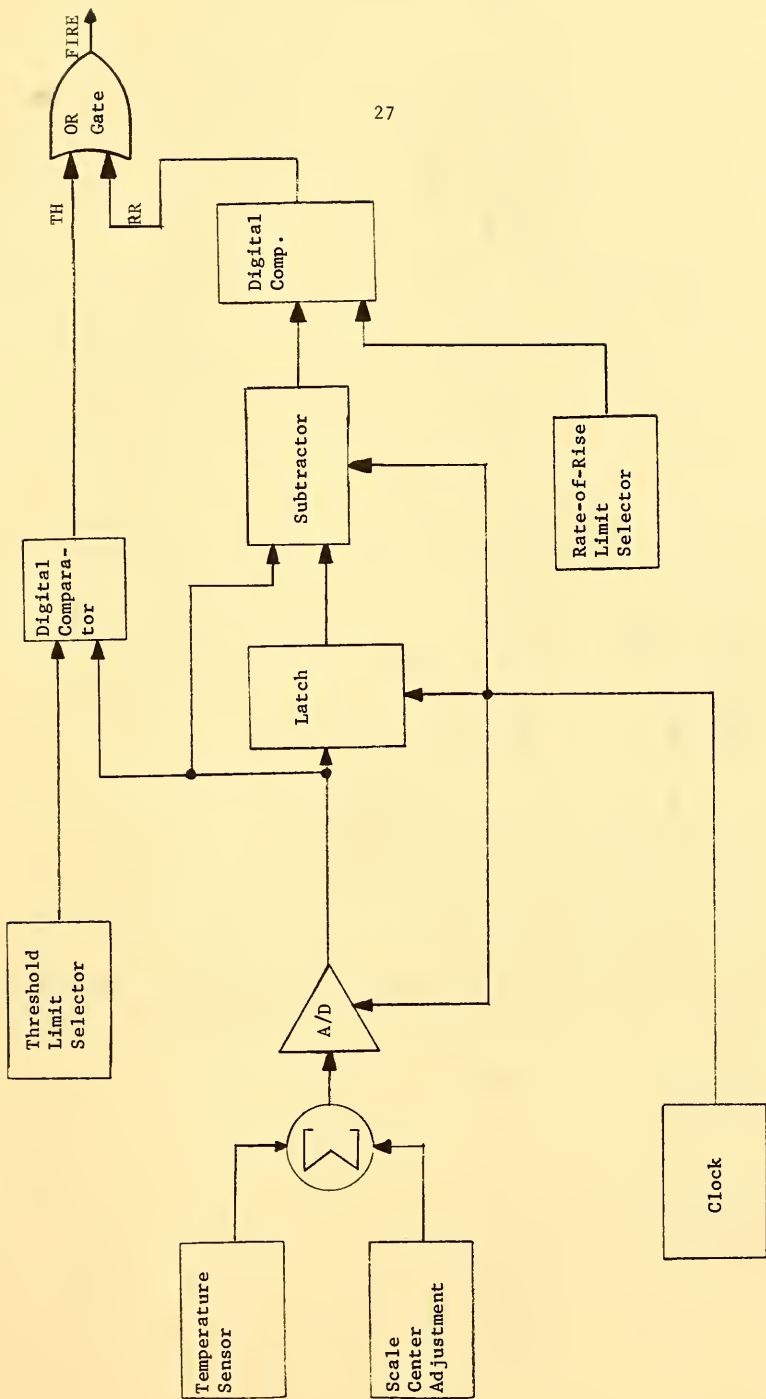 27
FIRE
OR
Gate
TH
RR
Digital
Comp.
Digital
Compara-
tor
Subtractor
Rate-of-Rise
Limit
Selector
Latch
Threshold
Limit
Selector
A/D
Σ
Temperature
Sensor
Scale
Center
Adjustment
Clock